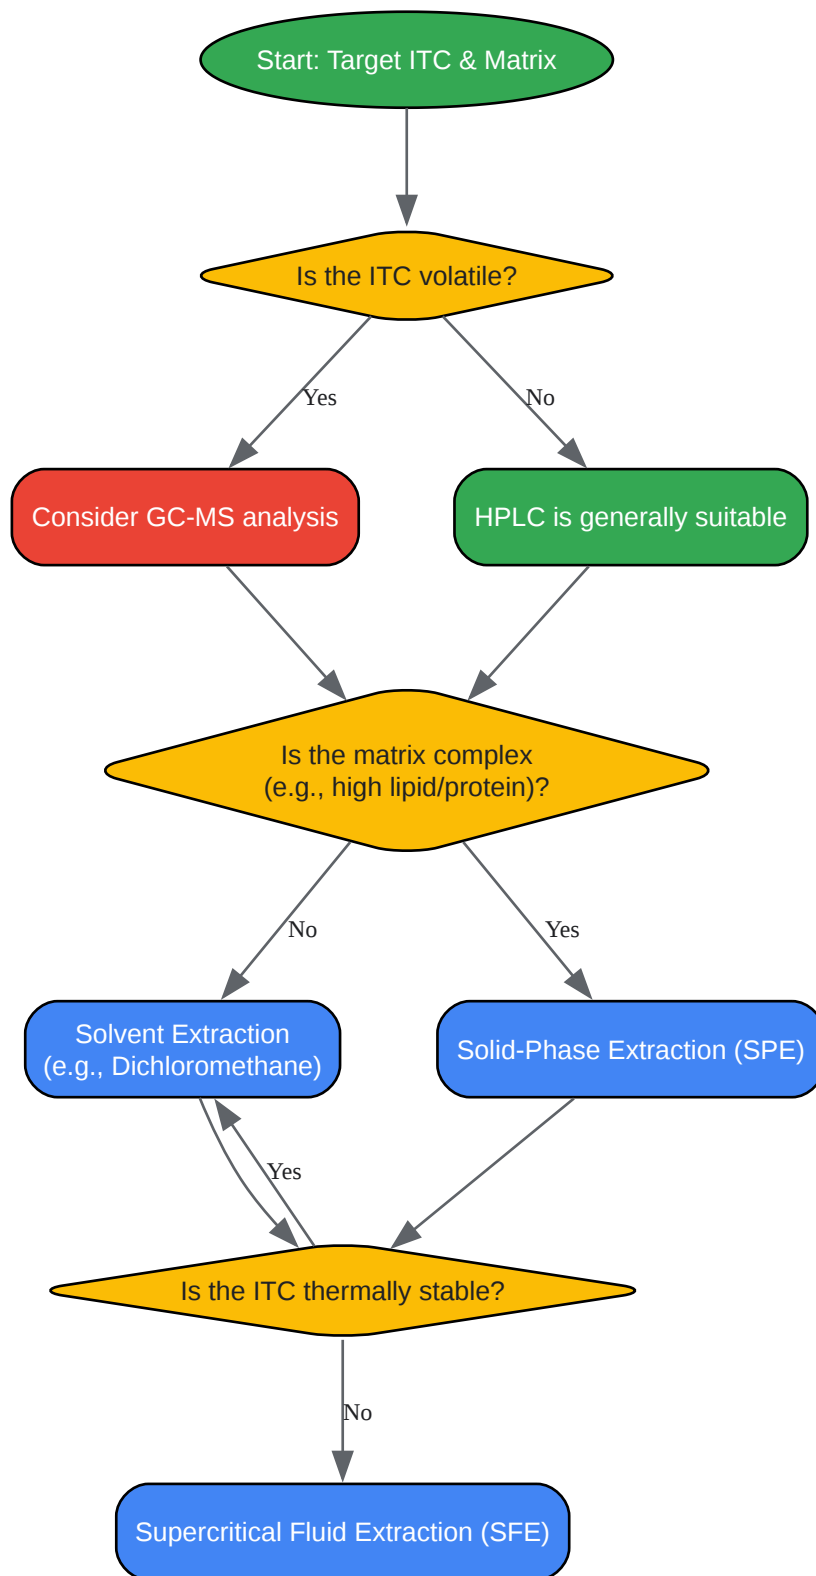 Start: Target ITC & Matrix
Is the ITC volatile?
Yes
No
Consider GC-MS analysis
HPLC is generally suitable
Is the matrix complex
(e.g., high lipid/protein)?
No
Yes
Solvent Extraction
(e.g., Dichloromethane)
Solid-Phase Extraction (SPE)
Yes
Is the ITC thermally stable?
No
Supercritical Fluid Extraction (SFE)